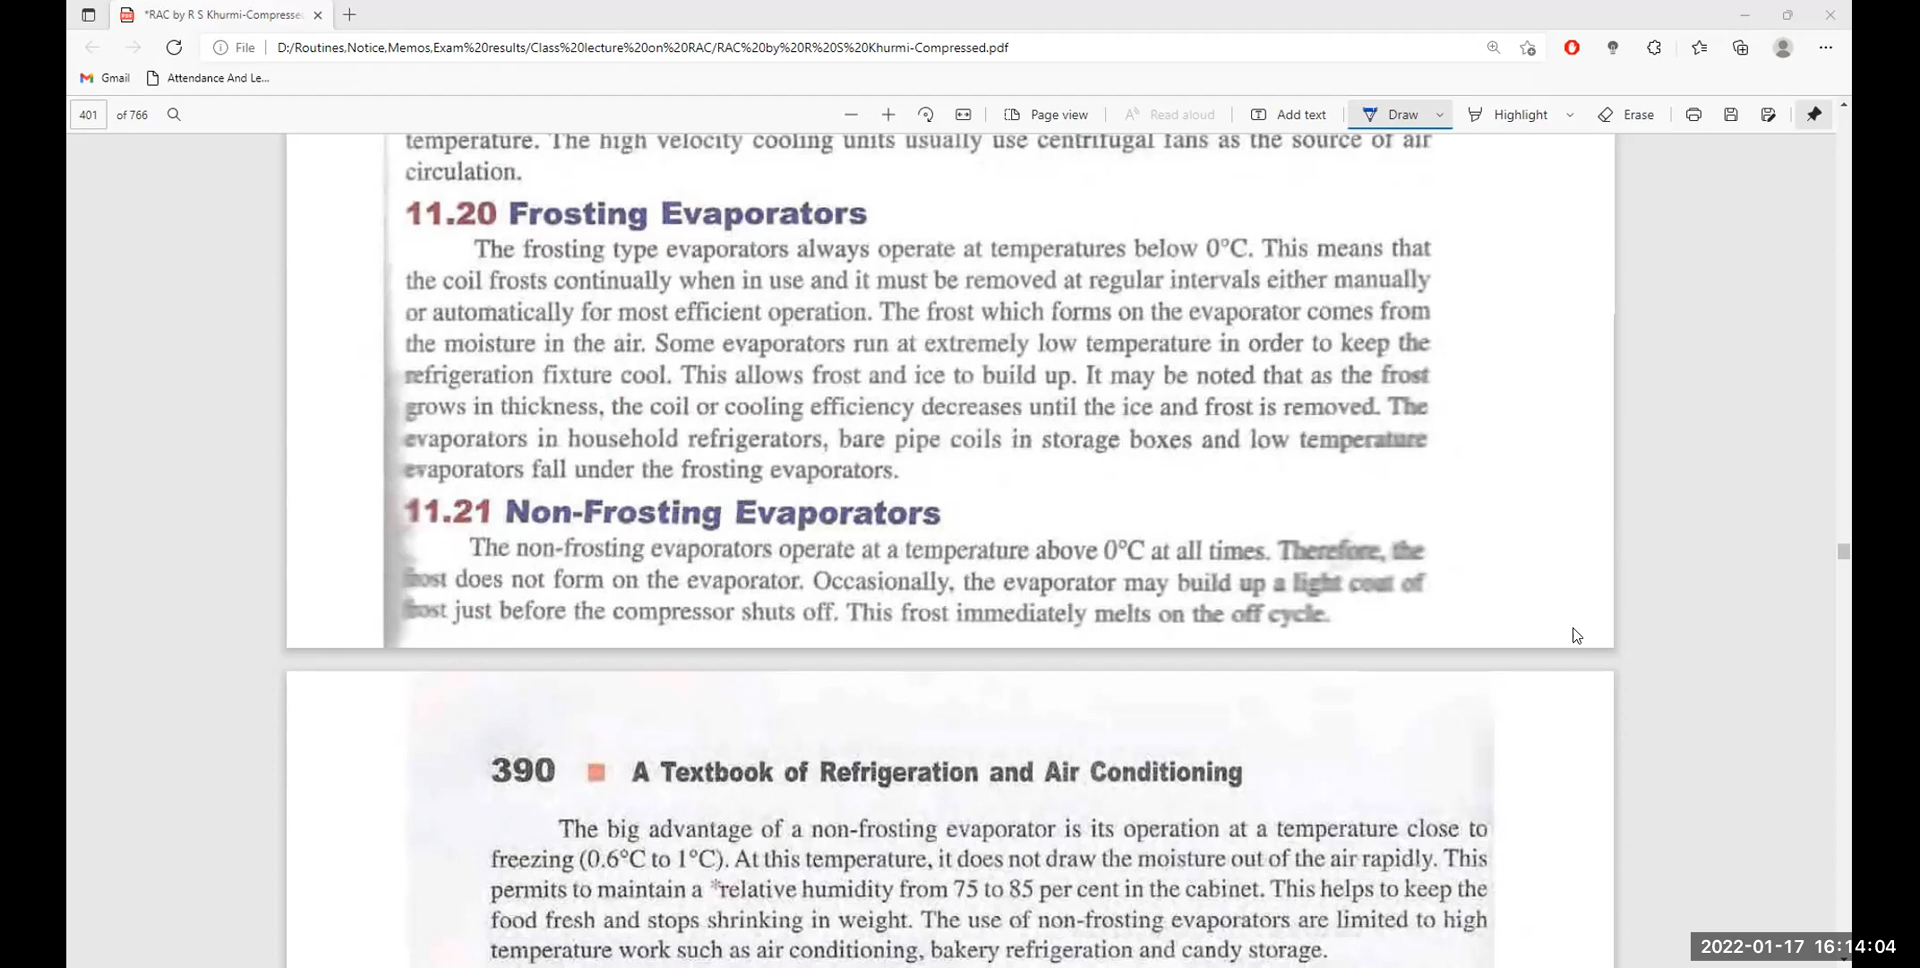 *RAC by R S Khurmi-Compressed
File D:/Routines,Notice,Memos,Exam%20results/Class%20lecture%20on%20RAC/RAC%20by%20R%20S%20Khurmi-Compressed.pdf
Gmail Attendance And Le...
401 of 766 Page view Read aloud Add text Draw Highlight Erase
temperature. The high velocity cooling units usually use centrifugal fans as the source of air
circulation.
11.20 Frosting Evaporators
The frosting type evaporators always operate at temperatures below 0°C. This means that
the coil frosts continually when in use and it must be removed at regular intervals either manually
or automatically for most efficient operation. The frost which forms on the evaporator comes from
the moisture in the air. Some evaporators run at extremely low temperature in order to keep the
refrigeration fixture cool. This allows frost and ice to build up. It may be noted that as the frost
grows in thickness, the coil or cooling efficiency decreases until the ice and frost is removed. The
evaporators in household refrigerators, bare pipe coils in storage boxes and low temperature
evaporators fall under the frosting evaporators.
11.21 Non-Frosting Evaporators
The non-frosting evaporators operate at a temperature above 0°C at all times. Therefore, the
frost does not form on the evaporator. Occasionally, the evaporator may build up a light coat of
frost just before the compressor shuts off. This frost immediately melts on the off cycle.
390 A Textbook of Refrigeration and Air Conditioning
The big advantage of a non-frosting evaporator is its operation at a temperature close to
freezing (0.6°C to 1°C). At this temperature, it does not draw the moisture out of the air rapidly. This
permits to maintain a *relative humidity from 75 to 85 per cent in the cabinet. This helps to keep the
food fresh and stops shrinking in weight. The use of non-frosting evaporators are limited to high
temperature work such as air conditioning, bakery refrigeration and candy storage.
2022-01-17 16:14:04